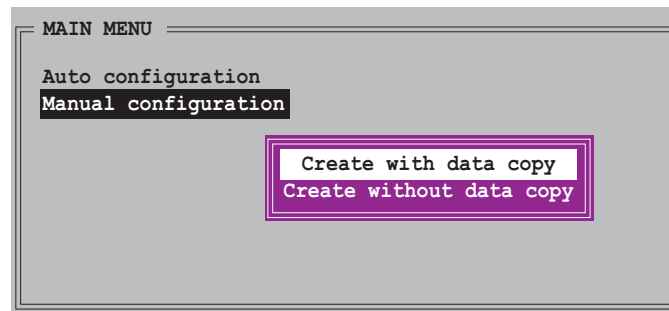 MAIN MENU
Auto configuration
Manual configuration
Create with data copy
Create without data copy